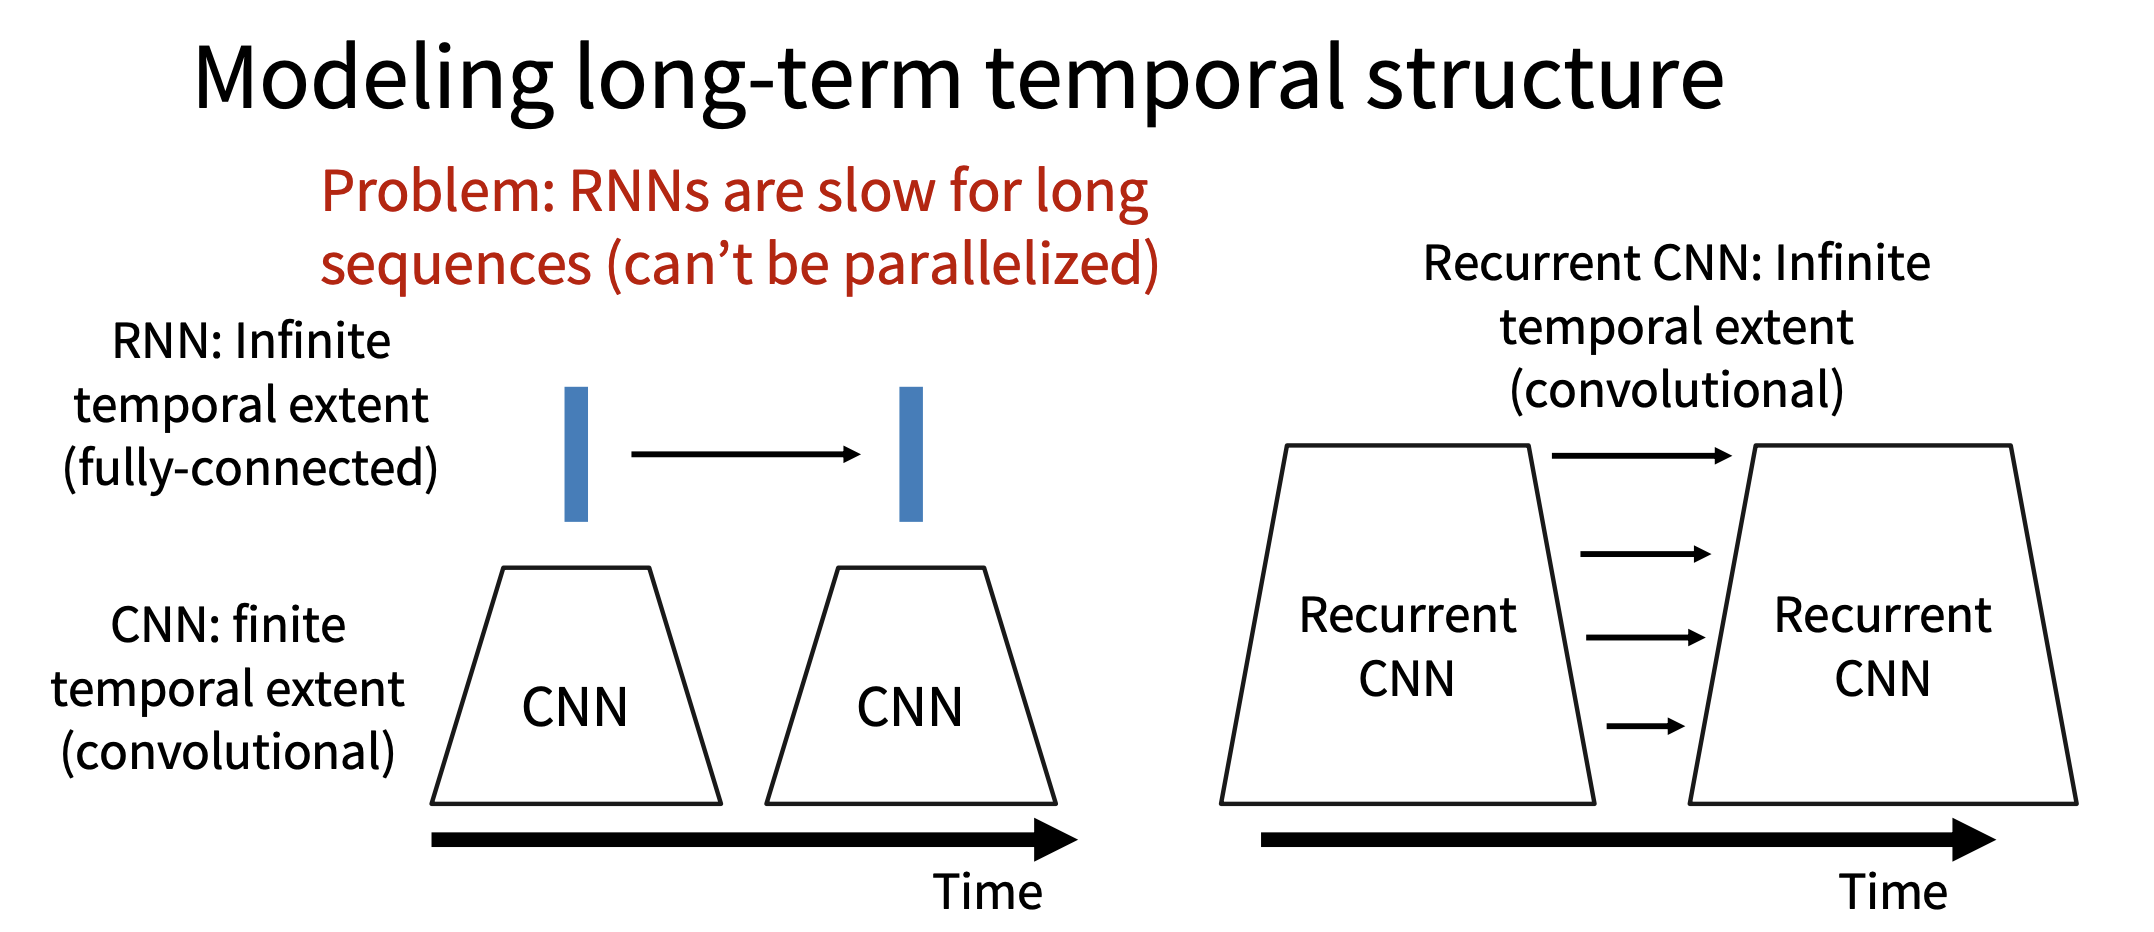 Modeling long-term temporal structure
Problem: RNNs are slow for long
sequences (can’t be parallelized)
RNN: Infinite
temporal extent
(fully-connected)
CNN: finite
temporal extent
(convolutional)
CNN
CNN
Time
Recurrent CNN: Infinite
temporal extent
(convolutional)
Recurrent
CNN
Recurrent
CNN
Time